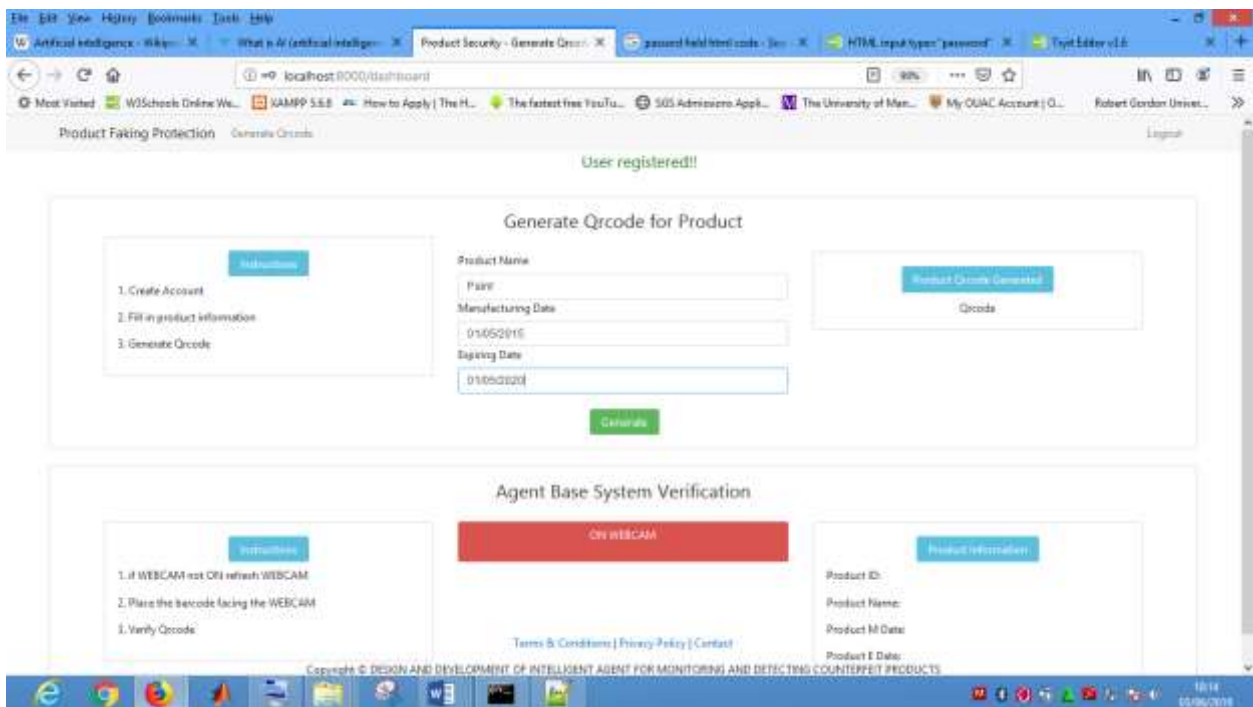 File Edit View History Bookmarks Tools Help
Artificial intelligence - Wikip
What is AI (artificial intelligen
Product Security - Generate Qrco
password field html code
HTML input type="password"
Tryit Editor v3.6
localhost:8000/dashboard
90%
Most Visited
W3Schools Online We...
XAMPP 5.6.8
How to Apply | The H...
The fastest free YouTu...
SGS Admissions Appli...
The University of Man...
My OUAC Account | O...
Robert Gordon Univer...
Product Faking Protection
Generate Qrcode
Logout
User registered!!
Generate Qrcode for Product
Instructions
1. Create Account
2. Fill in product information
3. Generate Qrcode
Product Name
Paint
Manufacturing Date
01/05/2015
Expiring Date
01/05/2020
Generate
Product Qrcode Generated
Qrcode
Agent Base System Verification
Instructions
1. if WEBCAM not ON refresh WEBCAM
2. Place the barcode facing the WEBCAM
3. Verify Qrcode
ON WEBCAM
Product Information
Product ID:
Product Name:
Product M Date:
Product E Date:
Terms & Conditions | Privacy Policy | Contact
Copyright © DESIGN AND DEVELOPMENT OF INTELLIGENT AGENT FOR MONITORING AND DETECTING COUNTERFEIT PRODUCTS